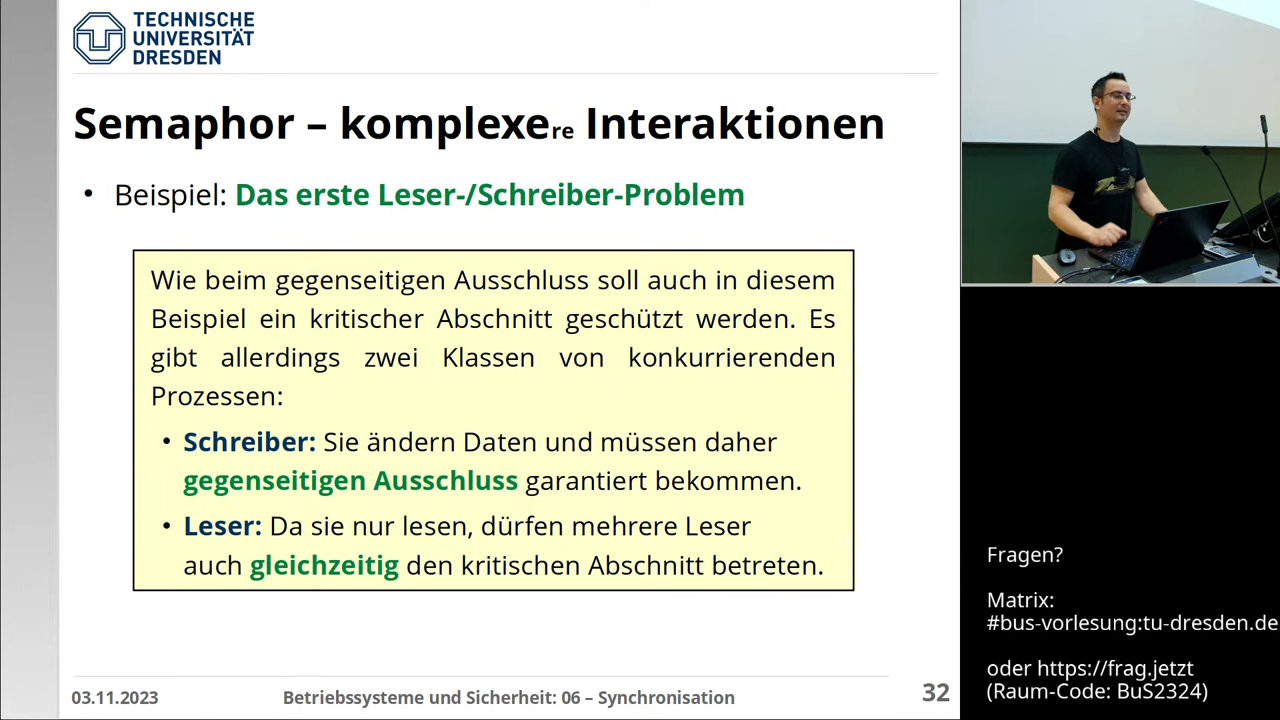 TECHNISCHE
UNIVERSITÄT
DRESDEN
Semaphor – komplexere Interaktionen
• Beispiel: Das erste Leser-/Schreiber-Problem
Wie beim gegenseitigen Ausschluss soll auch in diesem
Beispiel ein kritischer Abschnitt geschützt werden. Es
gibt allerdings zwei Klassen von konkurrierenden
Prozessen:
• Schreiber: Sie ändern Daten und müssen daher
gegenseitigen Ausschluss garantiert bekommen.
• Leser: Da sie nur lesen, dürfen mehrere Leser
auch gleichzeitig den kritischen Abschnitt betreten.
03.11.2023
Betriebssysteme und Sicherheit: 06 – Synchronisation
32
Fragen?
Matrix:
#bus-vorlesung:tu-dresden.de
oder https://frag.jetzt
(Raum-Code: BuS2324)